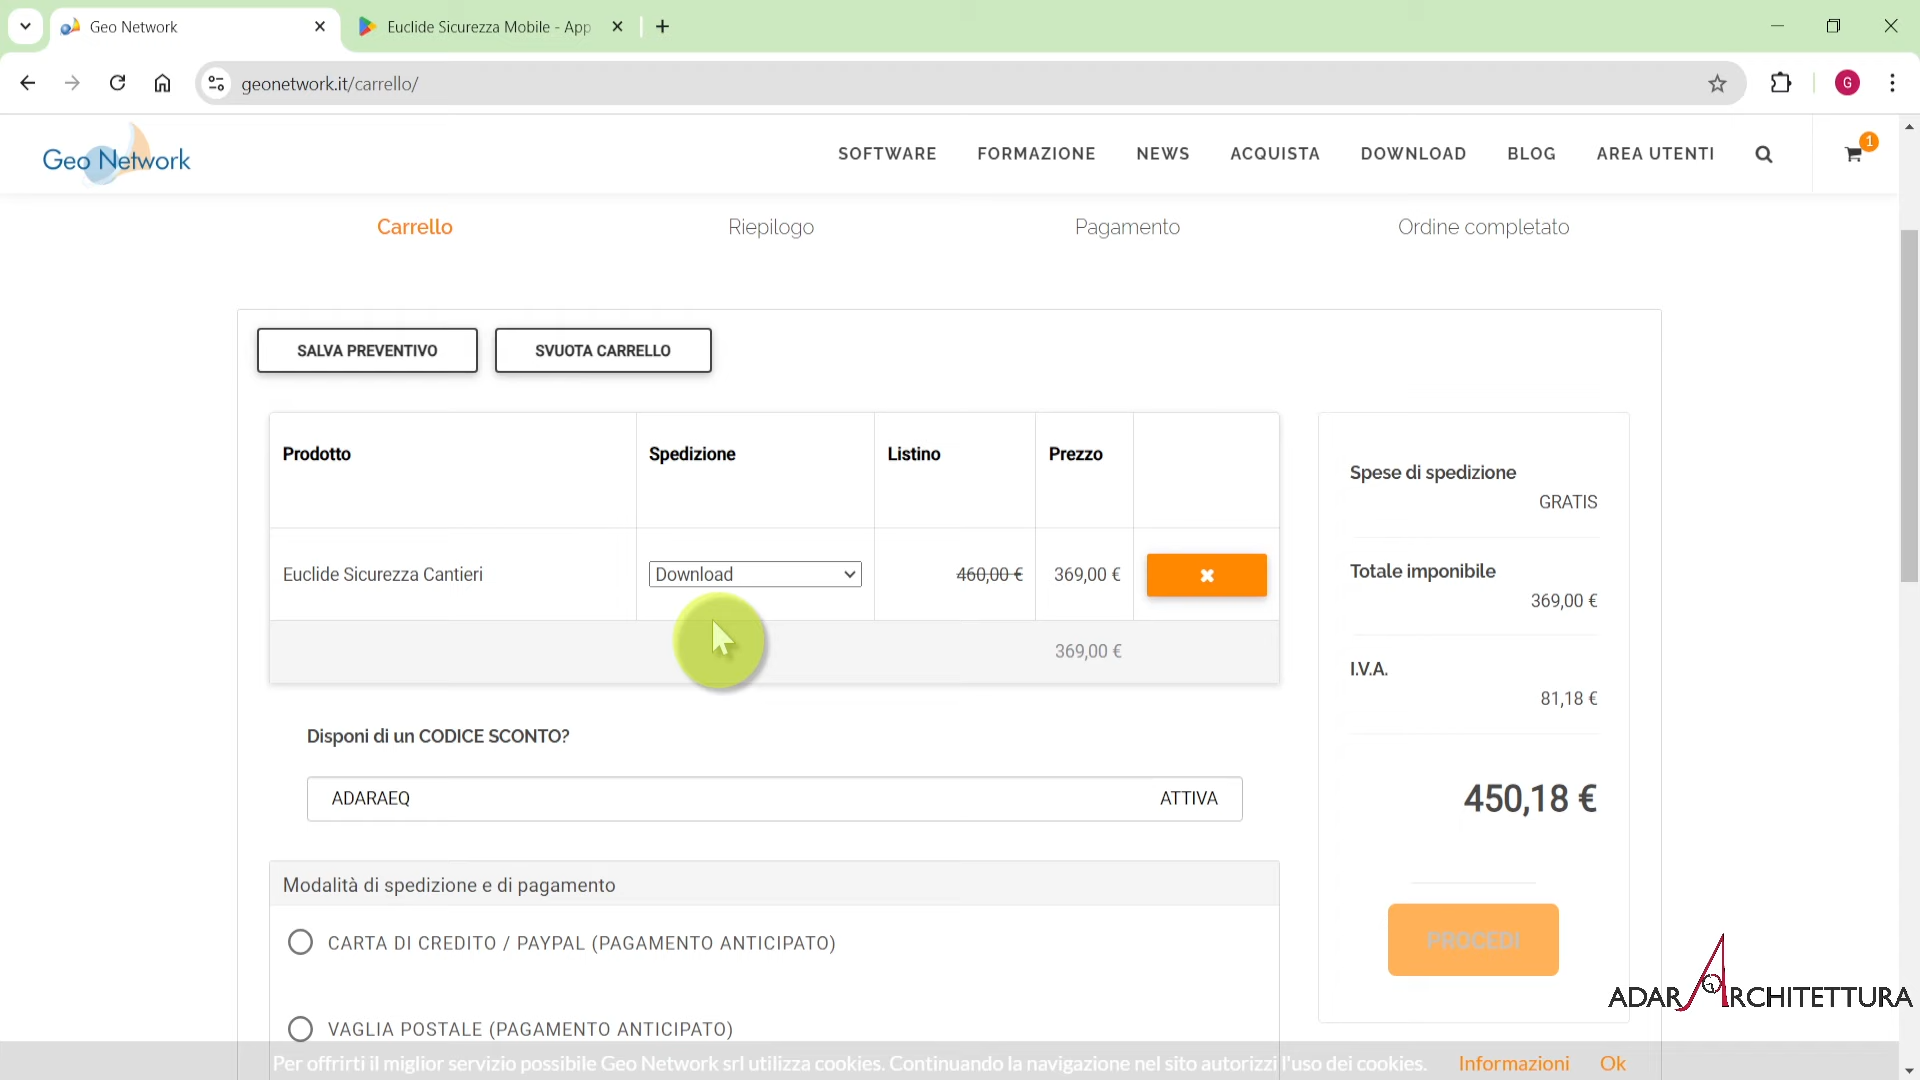 Geo Network
Euclide Sicurezza Mobile - App
geonetwork.it/carrello/
G
Geo Network
SOFTWARE FORMAZIONE NEWS ACQUISTA DOWNLOAD BLOG AREA UTENTI
1
Carrello Riepilogo Pagamento Ordine completato
SALVA PREVENTIVO SVUOTA CARRELLO
Prodotto Spedizione Listino Prezzo
Euclide Sicurezza Cantieri Download 460,00 € 369,00 €
369,00 €
Spese di spedizione
GRATIS
Totale imponibile
369,00 €
I.V.A.
81,18 €
450,18 €
PROCEDI
Disponi di un CODICE SCONTO?
ADARAEQ ATTIVA
Modalità di spedizione e di pagamento
CARTA DI CREDITO / PAYPAL (PAGAMENTO ANTICIPATO)
VAGLIA POSTALE (PAGAMENTO ANTICIPATO)
ADARARCHITETTURA
Per offrirti il miglior servizio possibile Geo Network srl utilizza cookies. Continuando la navigazione nel sito autorizzi l'uso dei cookies. Informazioni Ok